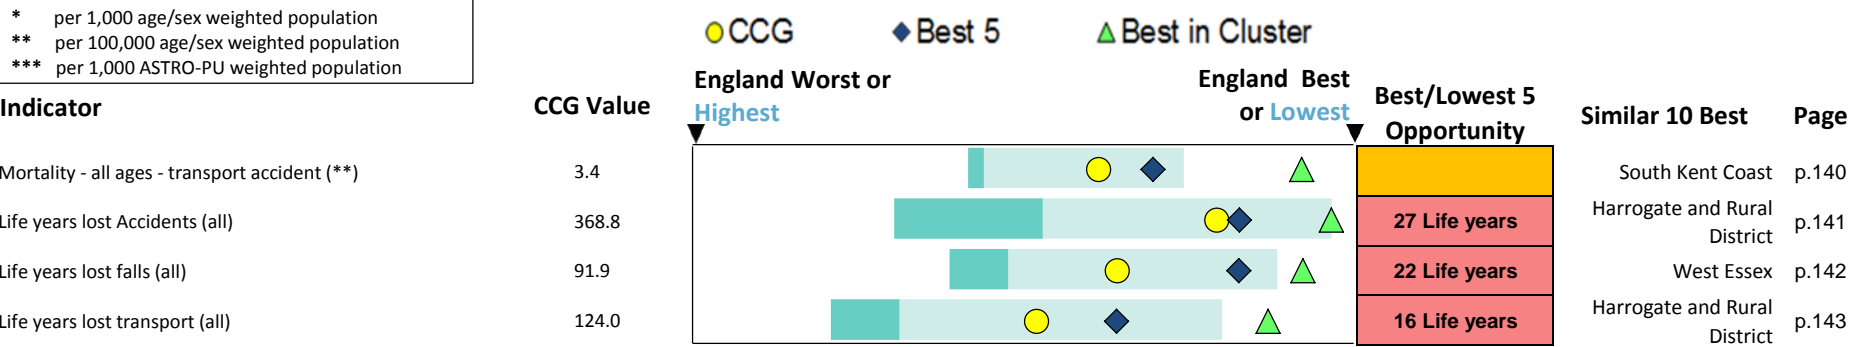 * per 1,000 age/sex weighted population
** per 100,000 age/sex weighted population
*** per 1,000 ASTRO-PU weighted population
CCG Best 5 Best in Cluster
Indicator CCG Value England Worst or Highest England Best or Lowest Best/Lowest 5 Opportunity Similar 10 Best Page
Mortality - all ages - transport accident (**) 3.4 South Kent Coast p.140
Life years lost Accidents (all) 368.8 27 Life years Harrogate and Rural District p.141
Life years lost falls (all) 91.9 22 Life years West Essex p.142
Life years lost transport (all) 124.0 16 Life years Harrogate and Rural District p.143